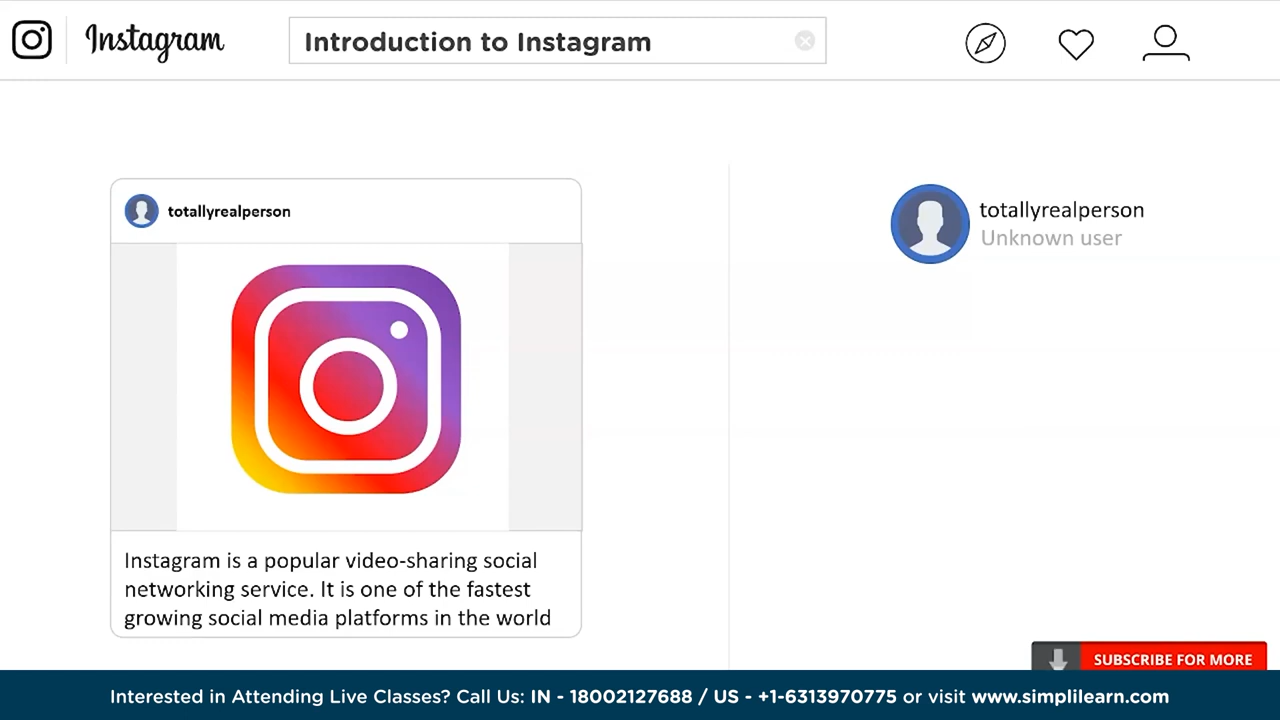 Instagram
Introduction to Instagram
totallyrealperson
Instagram is a popular video-sharing social
networking service. It is one of the fastest
growing social media platforms in the world
totallyrealperson
Unknown user
SUBSCRIBE FOR MORE
Interested in Attending Live Classes? Call Us: IN - 18002127688 / US - +1-6313970775 or visit www.simplilearn.com